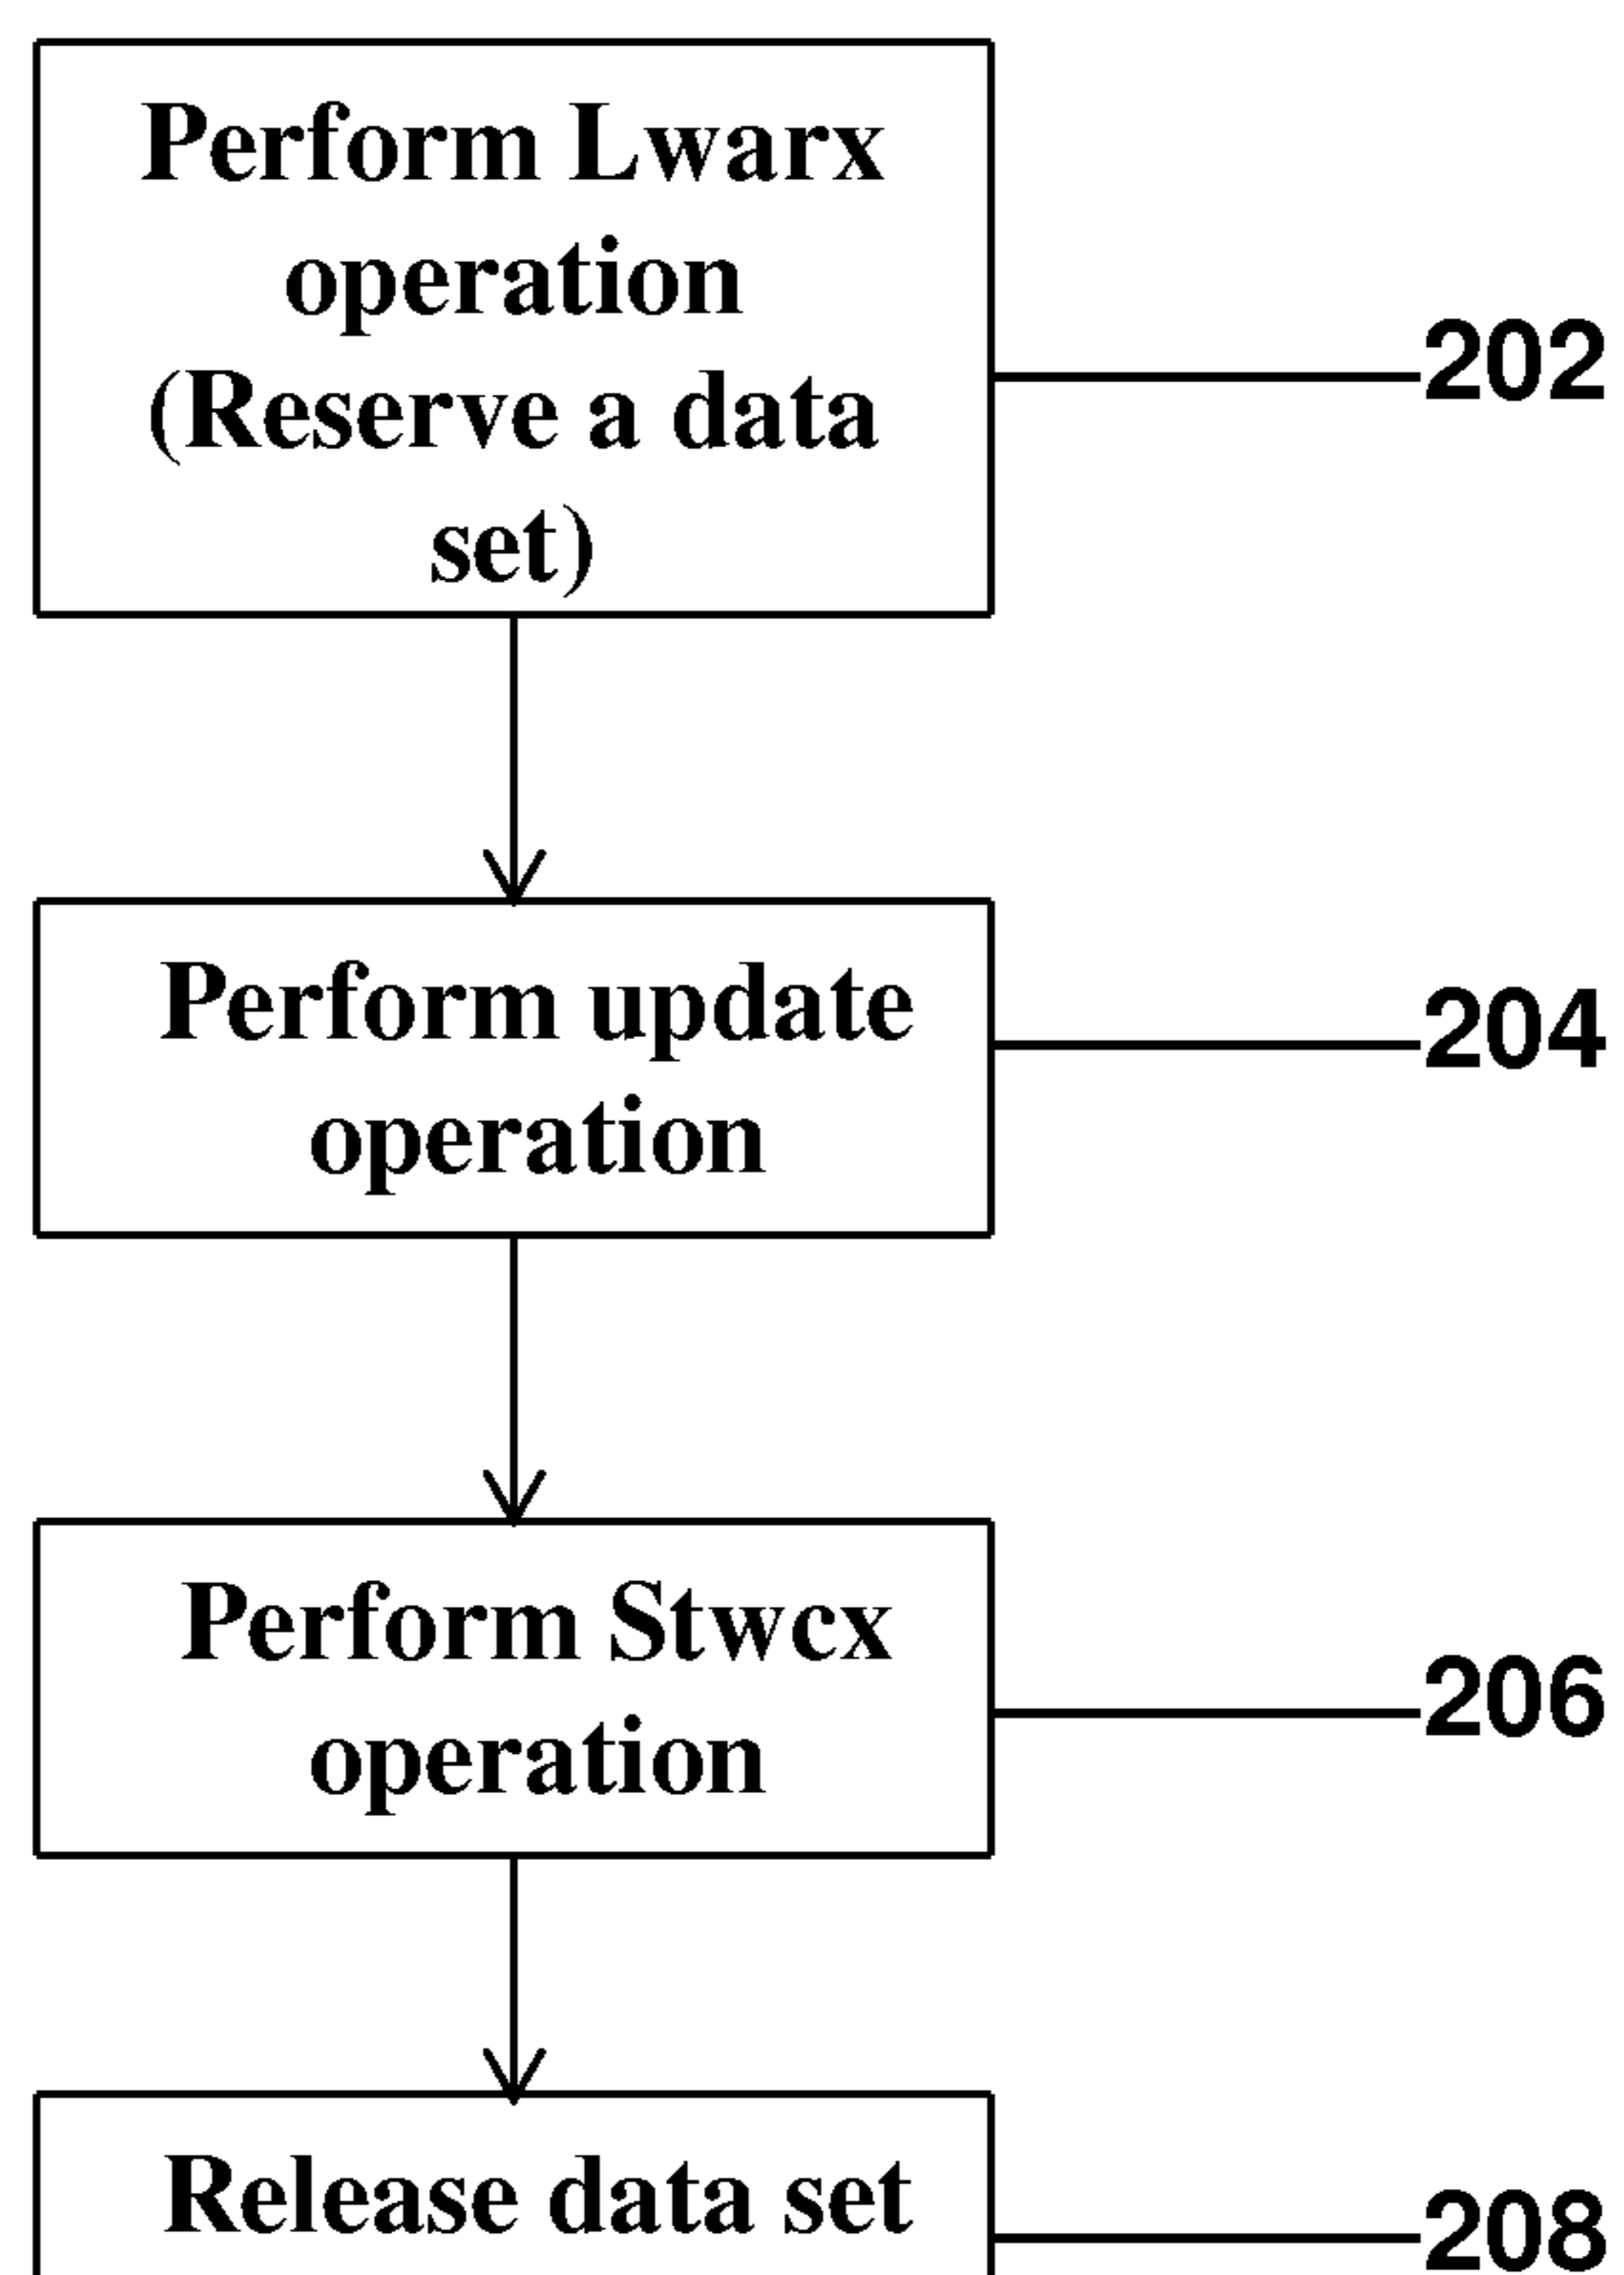 Perform Lwarx
operation
(Reserve a data
set)
202
Perform update
operation
204
Perform Stwcx
operation
206
Release data set
208